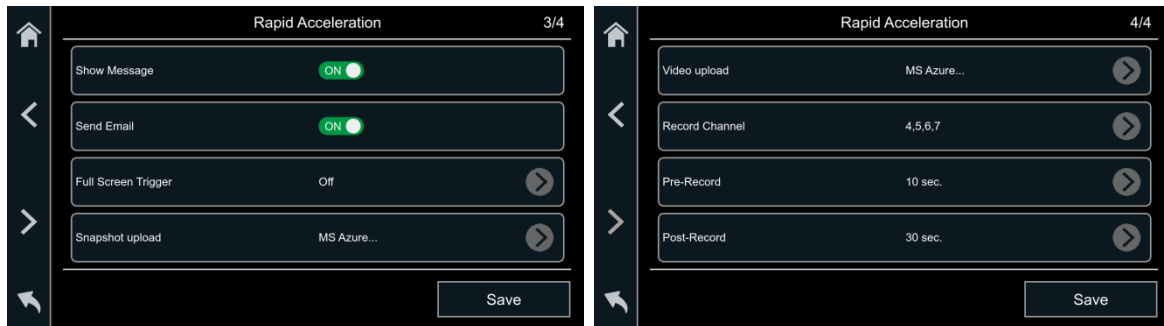 Rapid Acceleration 3/4
Show Message ON
Send Email ON
Full Screen Trigger Off
Snapshot upload MS Azure...
Save
Rapid Acceleration 4/4
Video upload MS Azure...
Record Channel 4,5,6,7
Pre-Record 10 sec.
Post-Record 30 sec.
Save